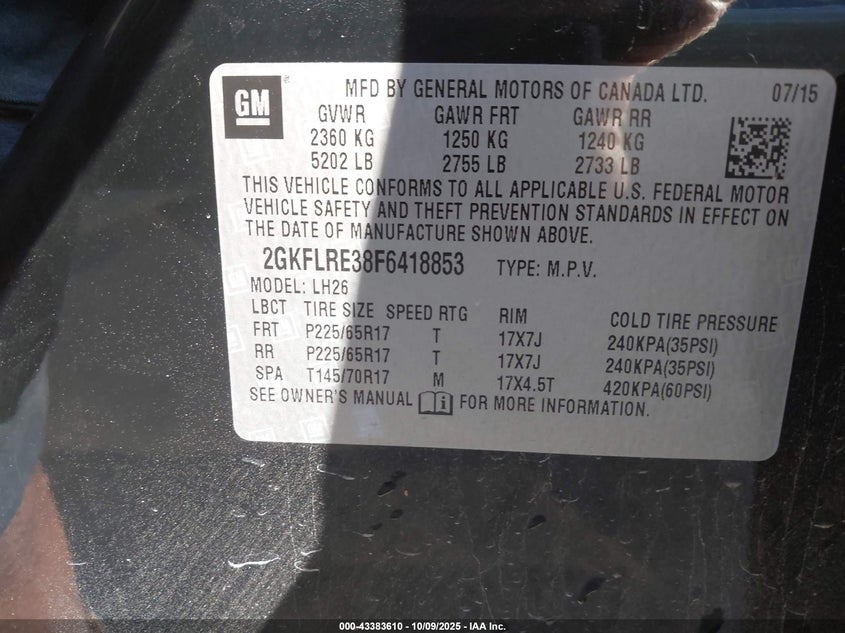 GM
MFD BY GENERAL MOTORS OF CANADA LTD. 07/15
GVWR GAWR FRT GAWR RR
2360 KG 1250 KG 1240 KG
5202 LB 2755 LB 2733 LB
THIS VEHICLE CONFORMS TO ALL APPLICABLE U.S. FEDERAL MOTOR
VEHICLE SAFETY AND THEFT PREVENTION STANDARDS IN EFFECT ON
THE DATE OF MANUFACTURE SHOWN ABOVE.
2GKFLRE38F6418853 TYPE: M.P.V.
MODEL: LH26
LBCT TIRE SIZE SPEED RTG RIM COLD TIRE PRESSURE
FRT P225/65R17 T 17X7J 240KPA(35PSI)
RR P225/65R17 T 17X7J 240KPA(35PSI)
SPA T145/70R17 M 17X4.5T 420KPA(60PSI)
SEE OWNER'S MANUAL FOR MORE INFORMATION.
000-43383610 - 10/09/2025 - IAA Inc.